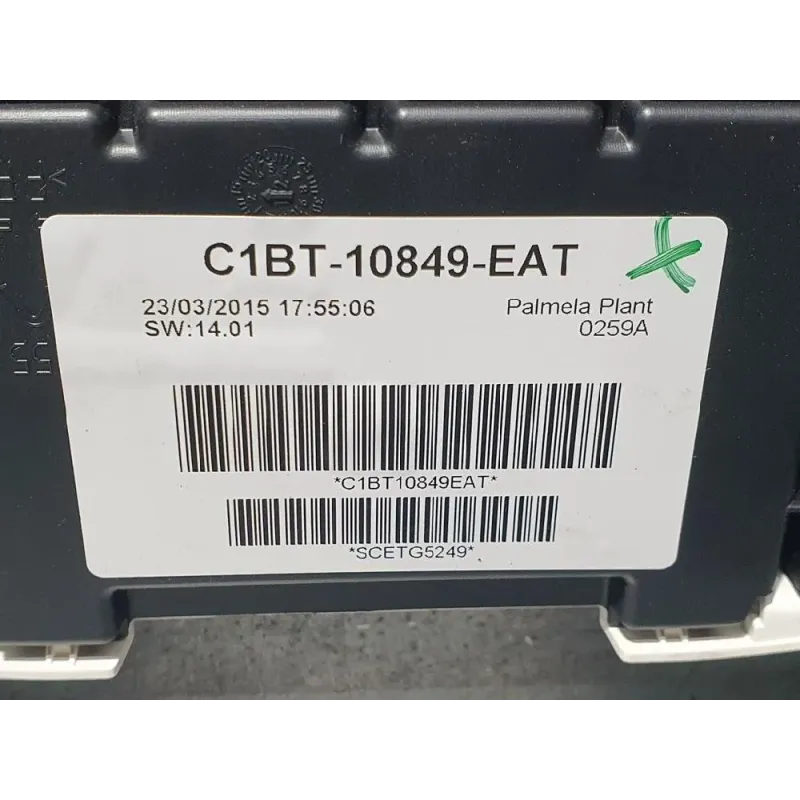 C1BT-10849-EAT
23/03/2015 17:55:06 Palmela Plant
SW:14.01 0259A
*C1BT10849EAT*
*SCETG5249*